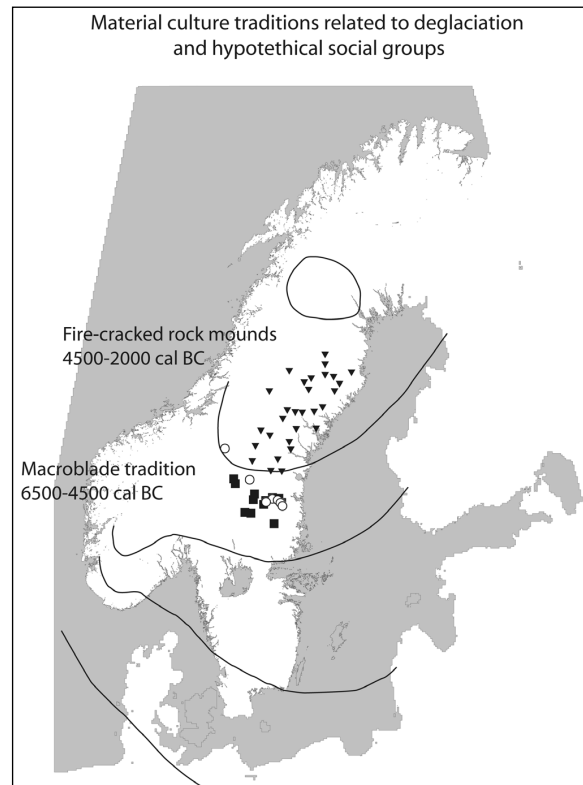 Material culture traditions related to deglaciation
and hypotethical social groups
Fire-cracked rock mounds
4500-2000 cal BC
Macroblade tradition
6500-4500 cal BC